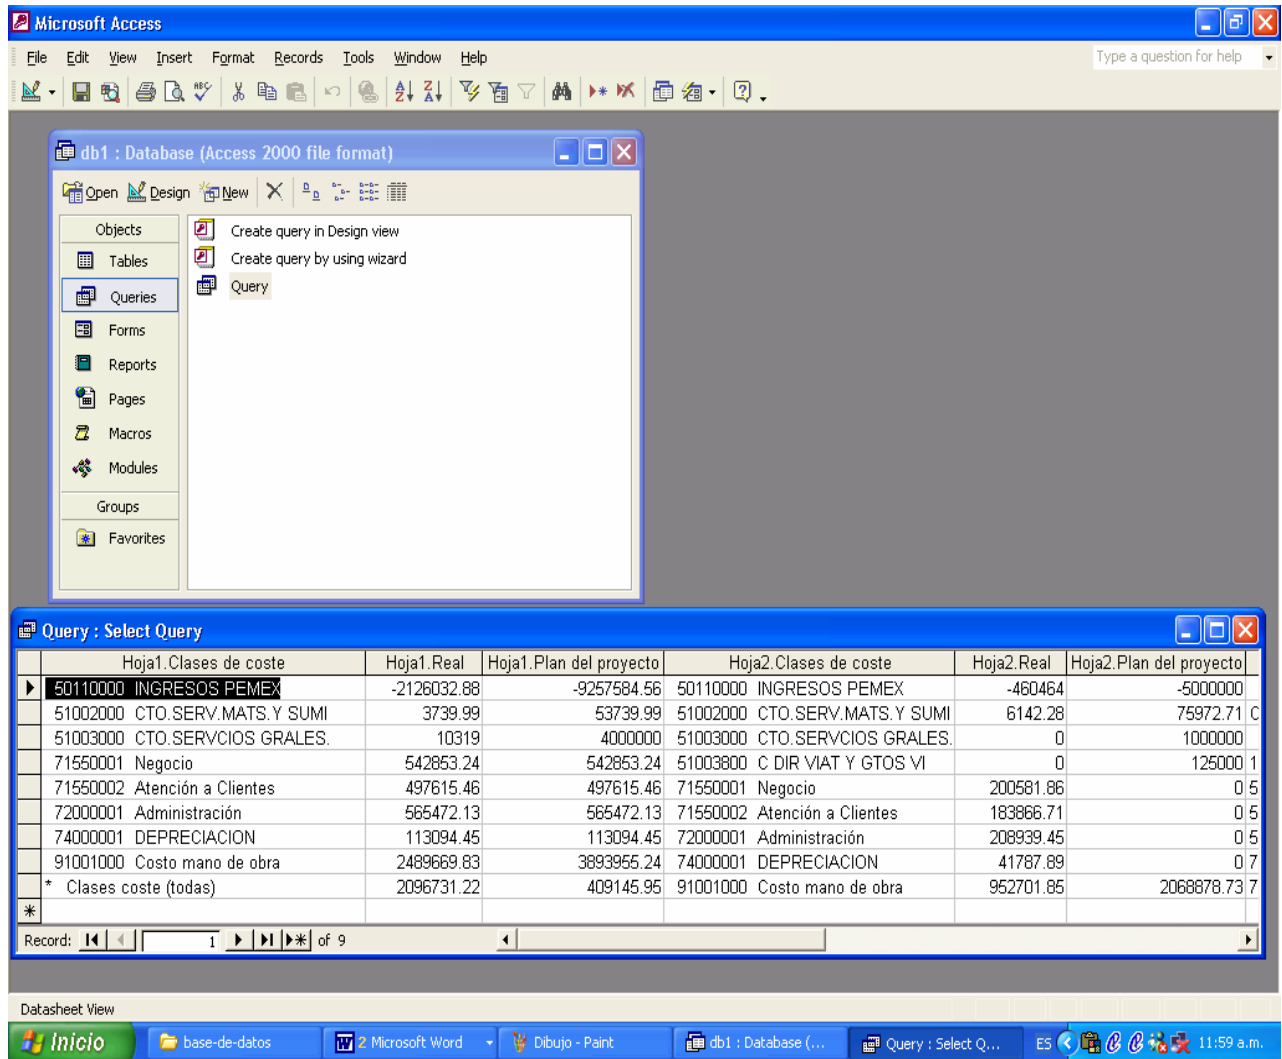 Microsoft Access
File Edit View Insert Format Records Tools Window Help Type a question for help
db1 : Database (Access 2000 file format)
Open Design New
Objects
Tables
Queries
Forms
Reports
Pages
Macros
Modules
Groups
Favorites
Create query in Design view
Create query by using wizard
Query
Query : Select Query
Hoja1.Clases de coste Hoja1.Real Hoja1.Plan del proyecto Hoja2.Clases de coste Hoja2.Real Hoja2.Plan del proyecto
50110000 INGRESOS PEMEX -2126032.88 -9257584.56 50110000 INGRESOS PEMEX -460464 -5000000
51002000 CTO.SERV.MATS.Y SUMI 3739.99 53739.99 51002000 CTO.SERV.MATS.Y SUMI 6142.28 75972.71 C
51003000 CTO.SERVCIOS GRALES. 10319 4000000 51003000 CTO.SERVCIOS GRALES. 0 1000000
71550001 Negocio 542853.24 542853.24 51003800 C DIR VIAT Y GTOS VI 0 125000 1
71550002 Atención a Clientes 497615.46 497615.46 71550001 Negocio 200581.86 0 5
72000001 Administración 565472.13 565472.13 71550002 Atención a Clientes 183866.71 0 5
74000001 DEPRECIACION 113094.45 113094.45 72000001 Administración 208939.45 0 5
91001000 Costo mano de obra 2489669.83 3893955.24 74000001 DEPRECIACION 41787.89 0 7
* Clases coste (todas) 2096731.22 409145.95 91001000 Costo mano de obra 952701.85 2068878.73 7
Record: 1 of 9
Datasheet View
Inicio base-de-datos 2 Microsoft Word Dibujo - Paint db1 : Database (... Query : Select Q... ES 11:59 a.m.